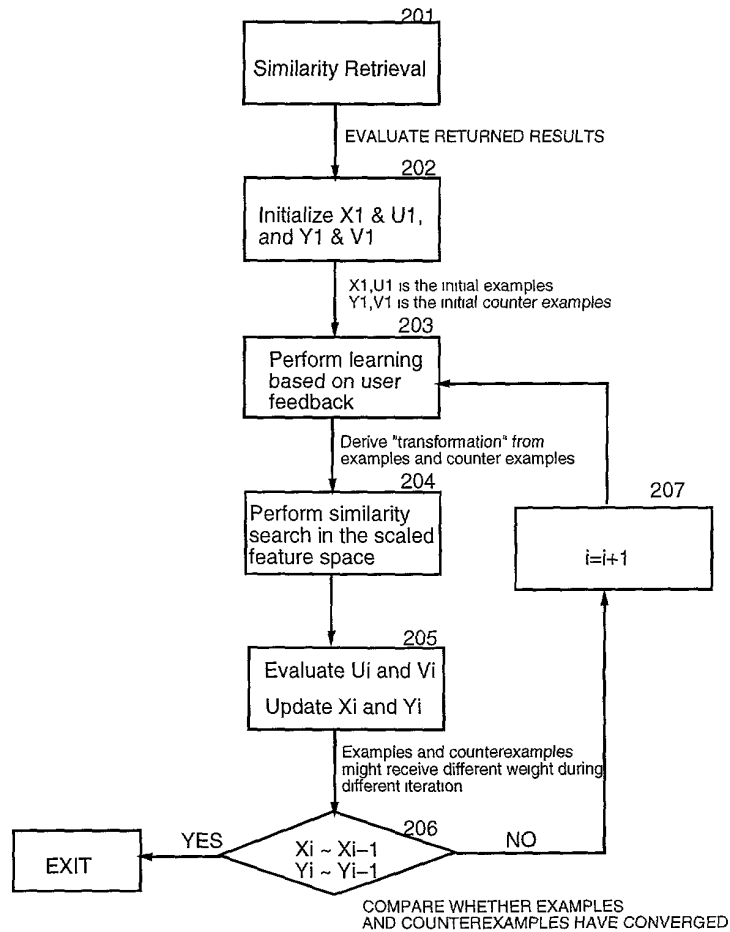 201
Similarity Retrieval
EVALUATE RETURNED RESULTS
202
Initialize X1 & U1,
and Y1 & V1
X1,U1 is the initial examples
Y1,V1 is the initial counter examples
203
Perform learning
based on user
feedback
Derive "transformation" from
examples and counter examples
204
Perform similarity
search in the scaled
feature space
207
i=i+1
205
Evaluate Ui and Vi
Update Xi and Yi
Examples and counterexamples
might receive different weight during
different iteration
206
Xi ~ Xi–1
Yi ~ Yi–1
YES
NO
EXIT
COMPARE WHETHER EXAMPLES
AND COUNTEREXAMPLES HAVE CONVERGED